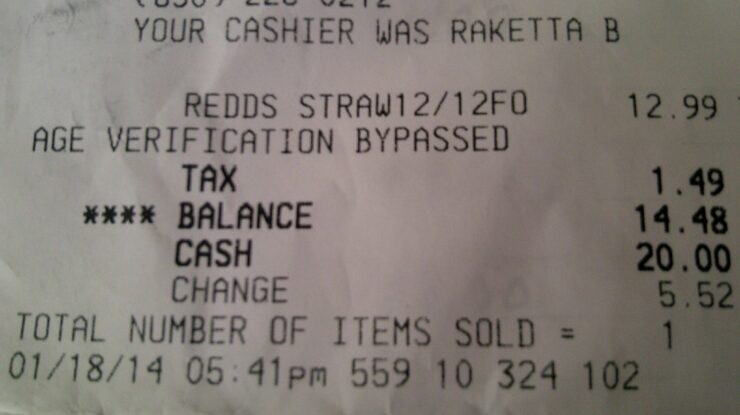 YOUR CASHIER WAS RAKETTA B
REDDS STRAW12/12FO 12.99
AGE VERIFICATION BYPASSED
TAX 1.49
**** BALANCE 14.48
CASH 20.00
CHANGE 5.52
TOTAL NUMBER OF ITEMS SOLD = 1
01/18/14 05:41pm 559 10 324 102